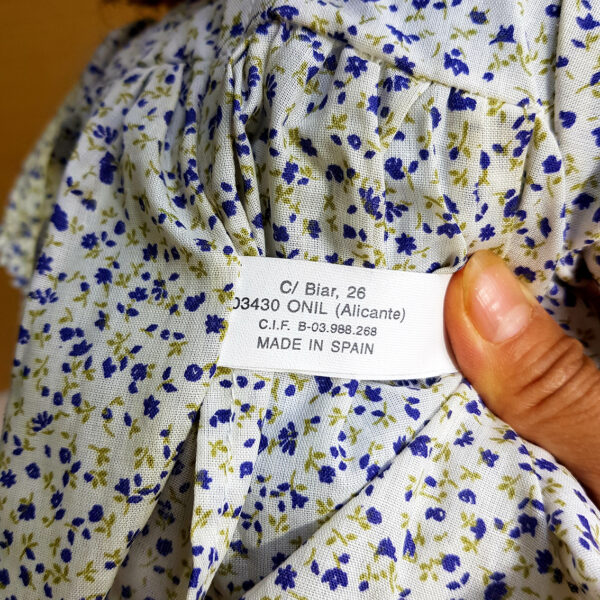 C/ Biar, 26
03430 ONIL (Alicante)
C.I.F. B-03.988.268
MADE IN SPAIN